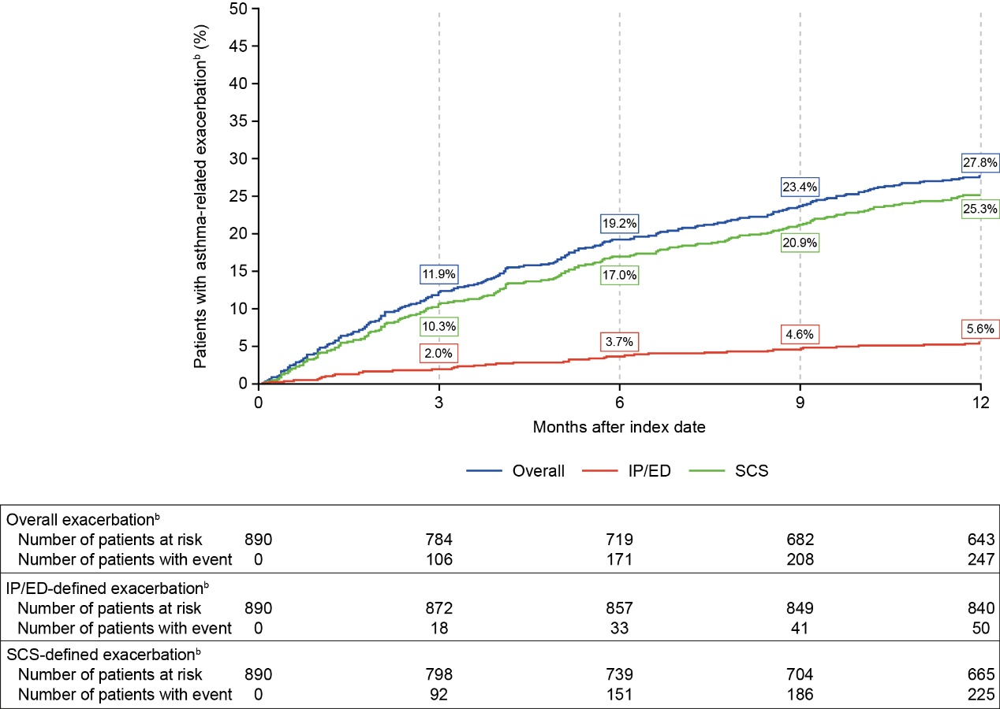 Patients with asthma-related exacerbationᵇ (%)
50
45
40
35
30
25
20
15
10
5
0
11.9%
10.3%
2.0%
19.2%
17.0%
3.7%
23.4%
20.9%
4.6%
27.8%
25.3%
5.6%
0 3 6 9 12
Months after index date
Overall IP/ED SCS
Overall exacerbationᵇ
Number of patients at risk 890 784 719 682 643
Number of patients with event 0 106 171 208 247
IP/ED-defined exacerbationᵇ
Number of patients at risk 890 872 857 849 840
Number of patients with event 0 18 33 41 50
SCS-defined exacerbationᵇ
Number of patients at risk 890 798 739 704 665
Number of patients with event 0 92 151 186 225